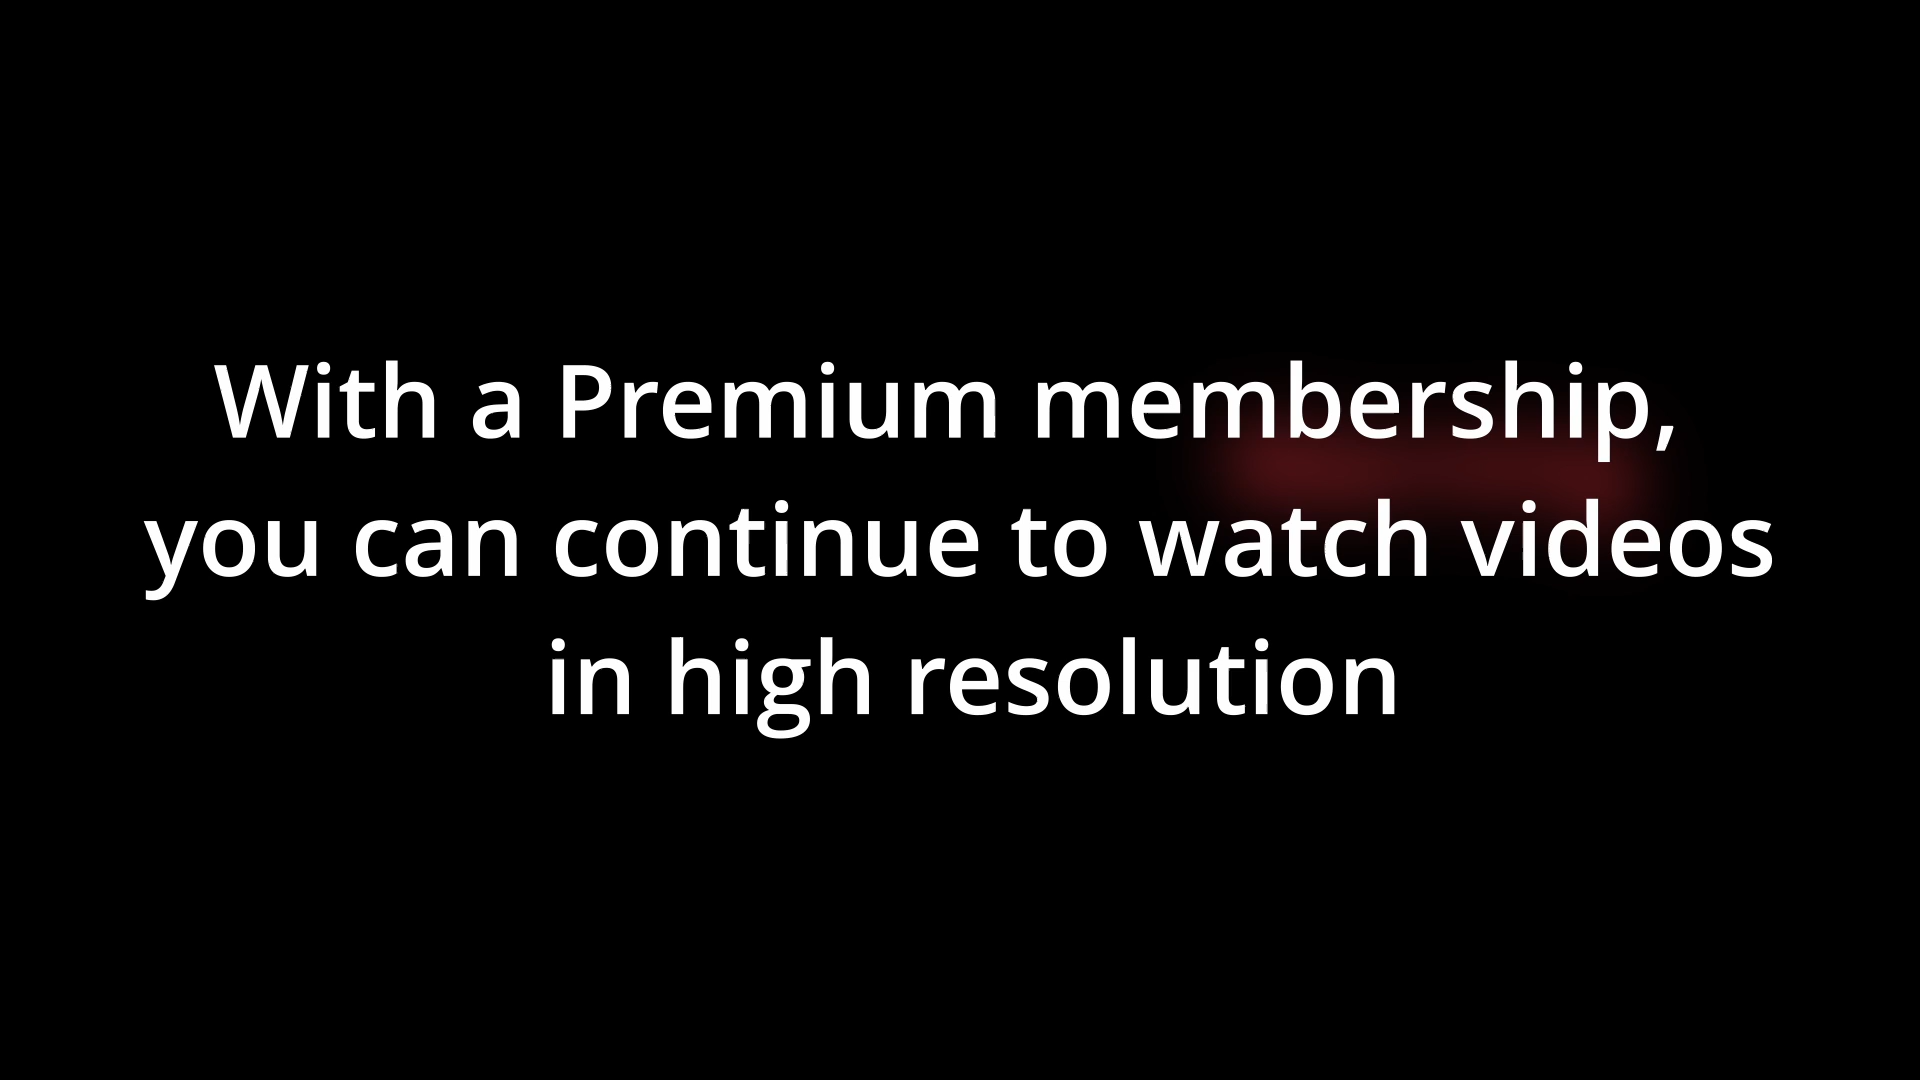 With a Premium membership,
you can continue to watch videos
in high resolution